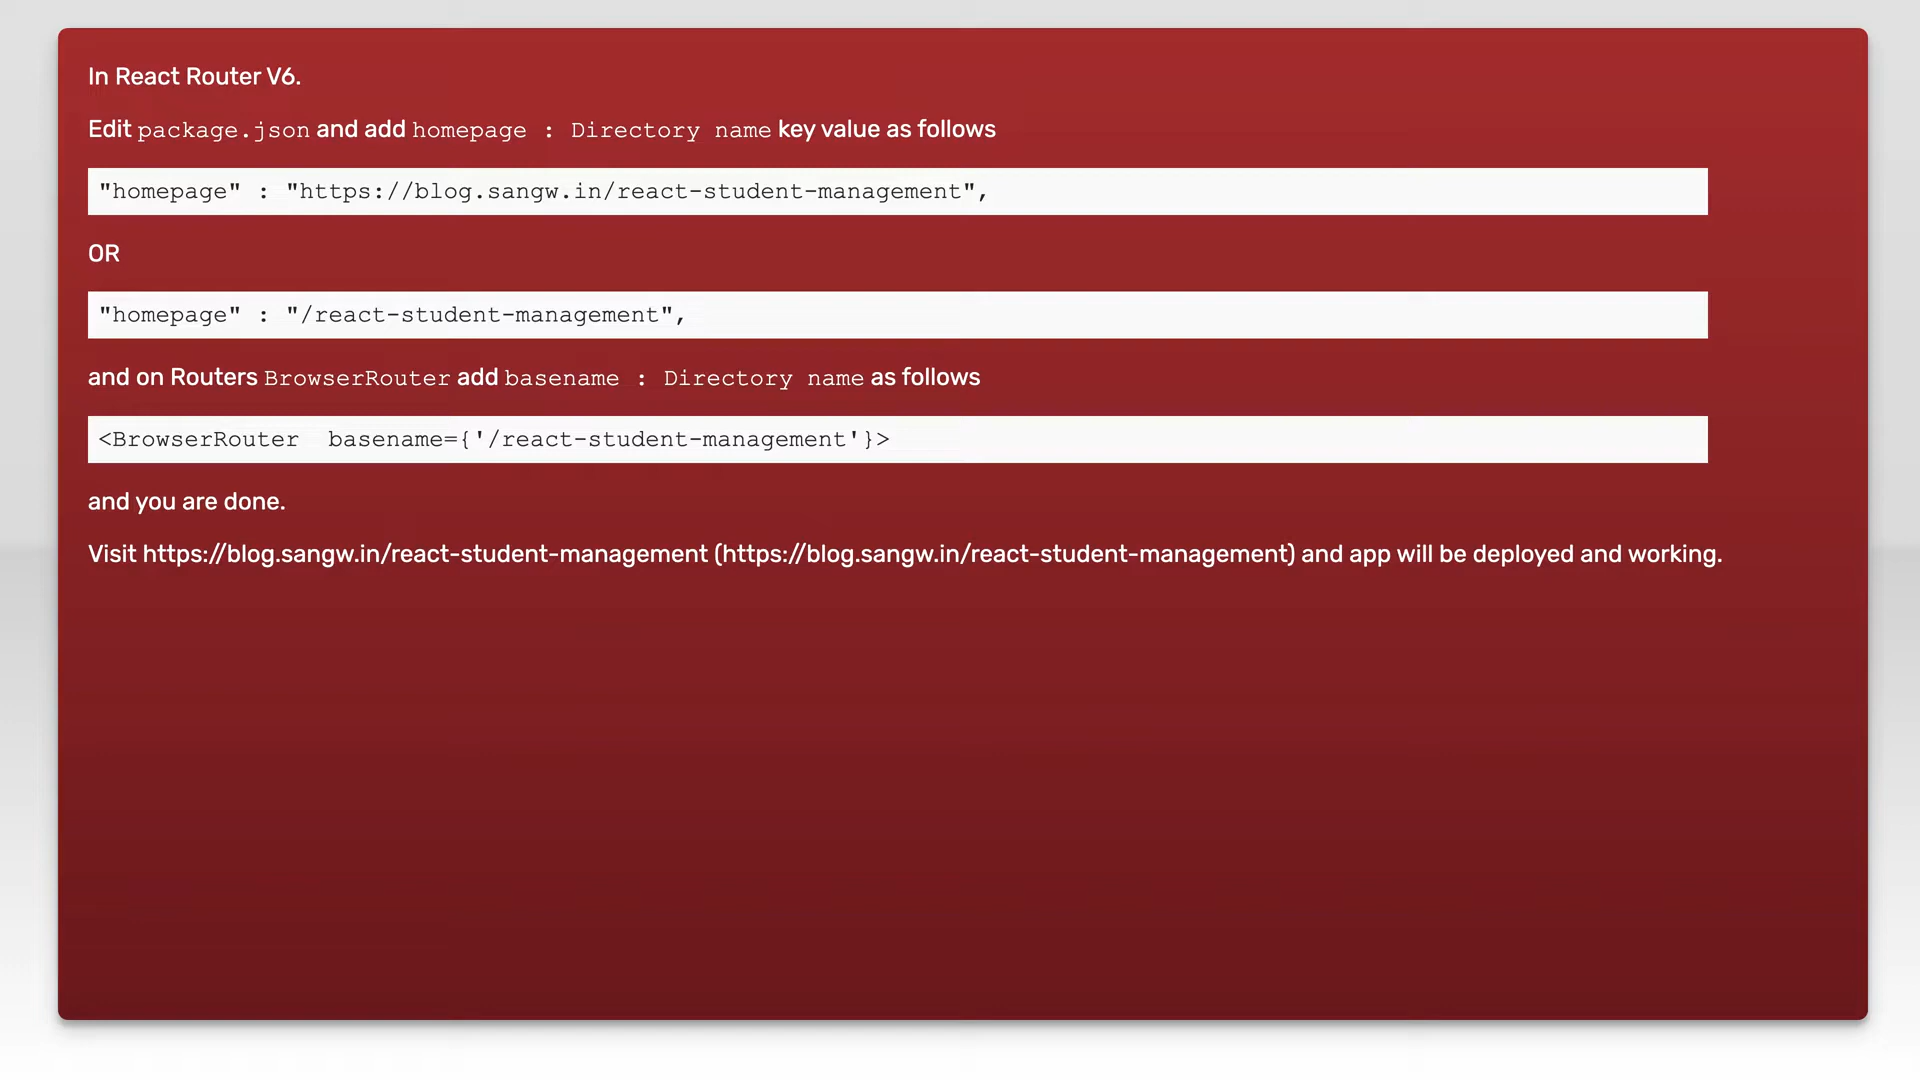 In React Router V6.
Edit package.json and add homepage : Directory name key value as follows
"homepage" : "https://blog.sangw.in/react-student-management",
OR
"homepage" : "/react-student-management",
and on Routers BrowserRouter add basename : Directory name as follows
<BrowserRouter  basename={'/react-student-management'}>
and you are done.
Visit https://blog.sangw.in/react-student-management (https://blog.sangw.in/react-student-management) and app will be deployed and working.